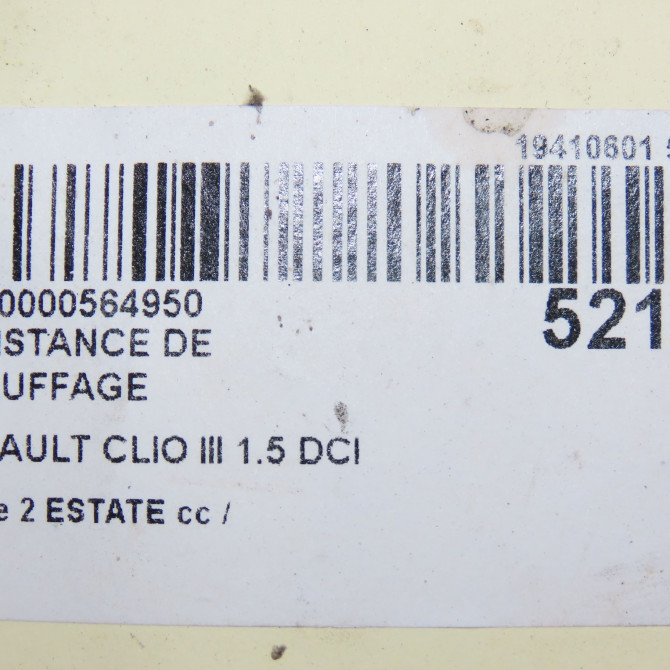 19410601
0000564950
521
ISTANCE DE
UFFAGE
AULT CLIO III 1.5 DCI
e 2 ESTATE cc /